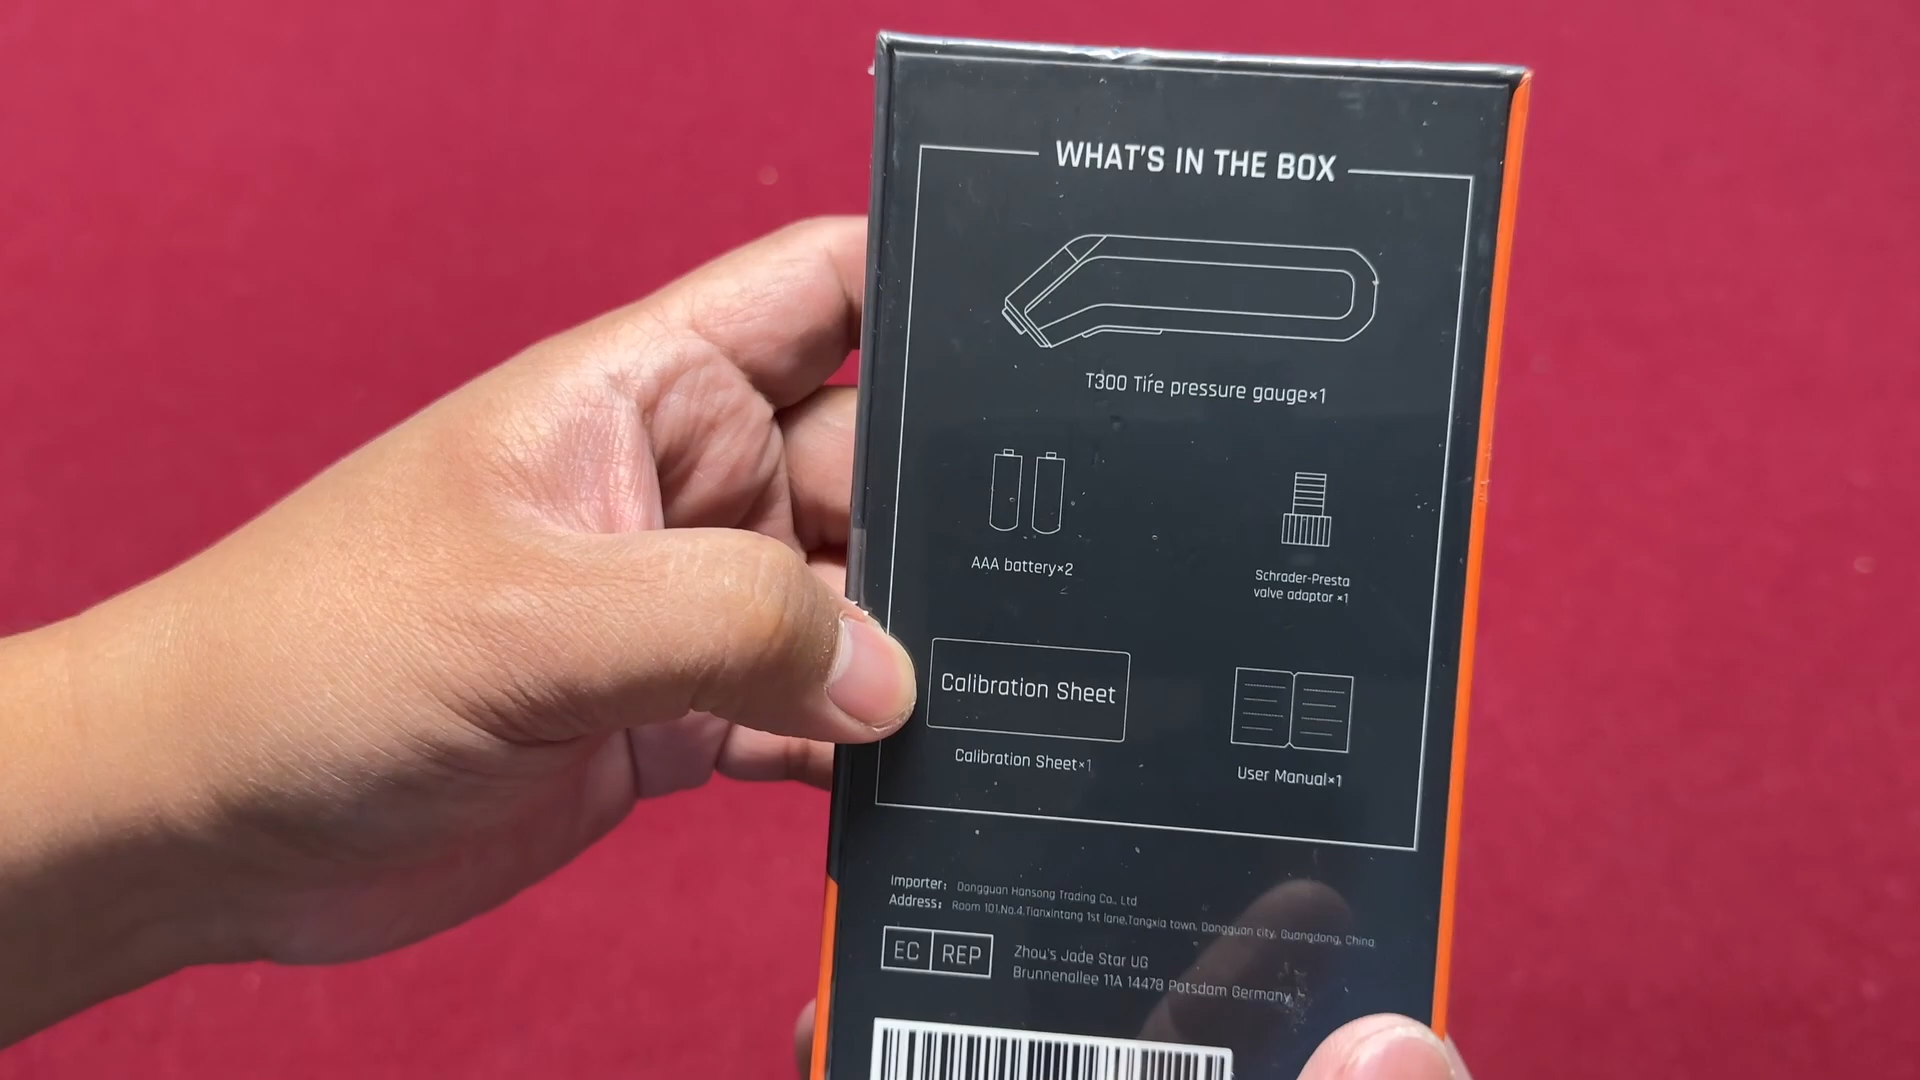 WHAT'S IN THE BOX
T300 Tire pressure gauge×1
AAA battery×2
Schrader-Presta
valve adaptor ×1
Calibration Sheet
Calibration Sheet×1
User Manual×1
Importer: Dongguan Hansong Trading Co., Ltd
Address: Room 101,No.4,Tianxintang 1st lane,Tangxia town, Dongguan city, Guangdong, China
EC REP
Zhou's Jade Star UG
Brunnenallee 11A 14478 Potsdam Germany